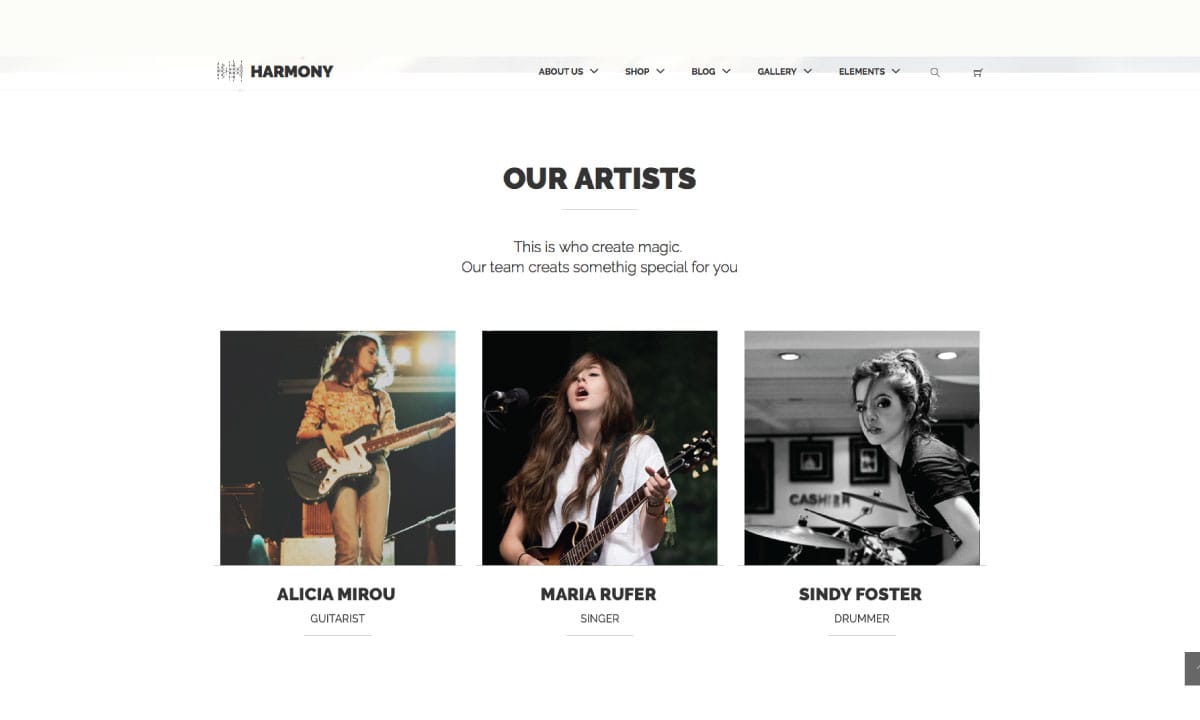 HARMONY
ABOUT US
SHOP
BLOG
GALLERY
ELEMENTS
OUR ARTISTS
This is who create magic.
Our team creats somethig special for you
CASHIER
ALICIA MIROU
MARIA RUFER
SINDY FOSTER
GUITARIST
SINGER
DRUMMER